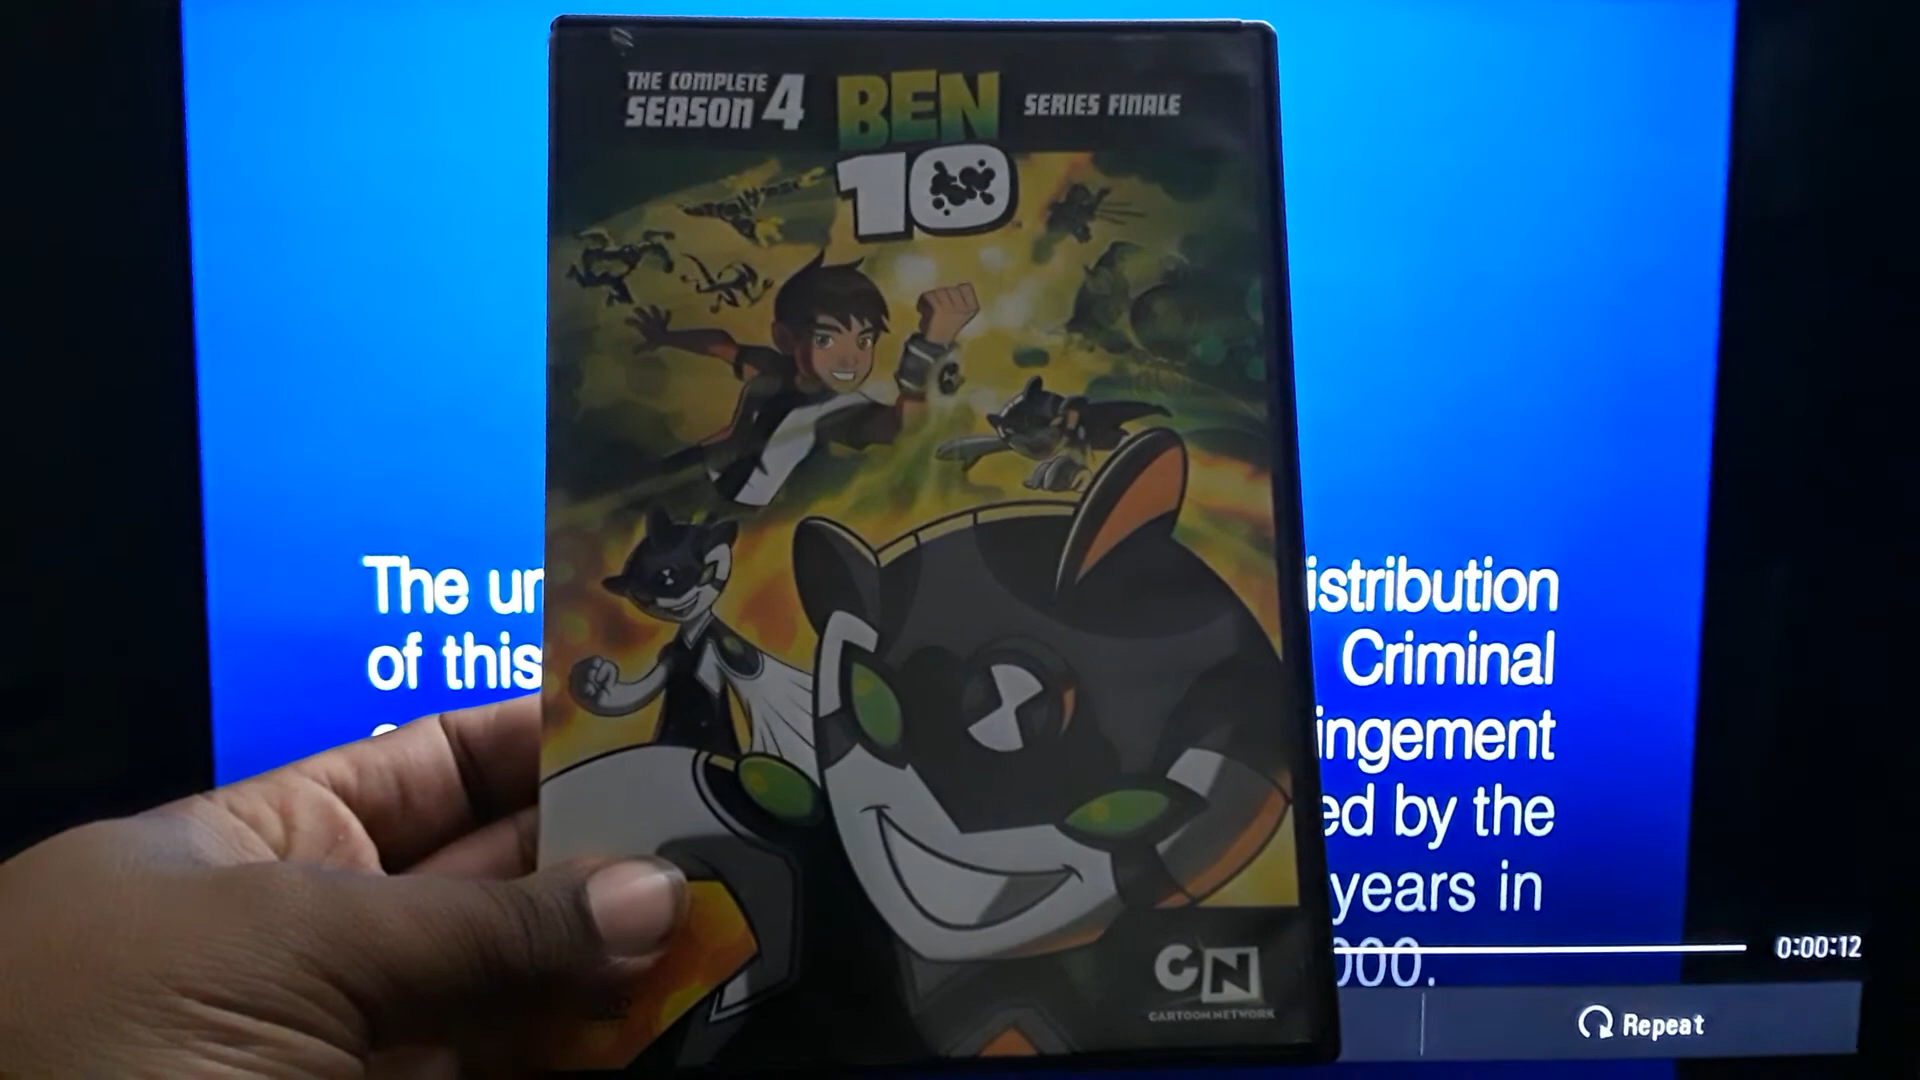 THE COMPLETE
SEASON 4
BEN
10
SERIES FINALE
The
of this
istribution
Criminal
ingement
ed by the
years in
000.
0:00:12
Repeat
CN
CARTOON NETWORK